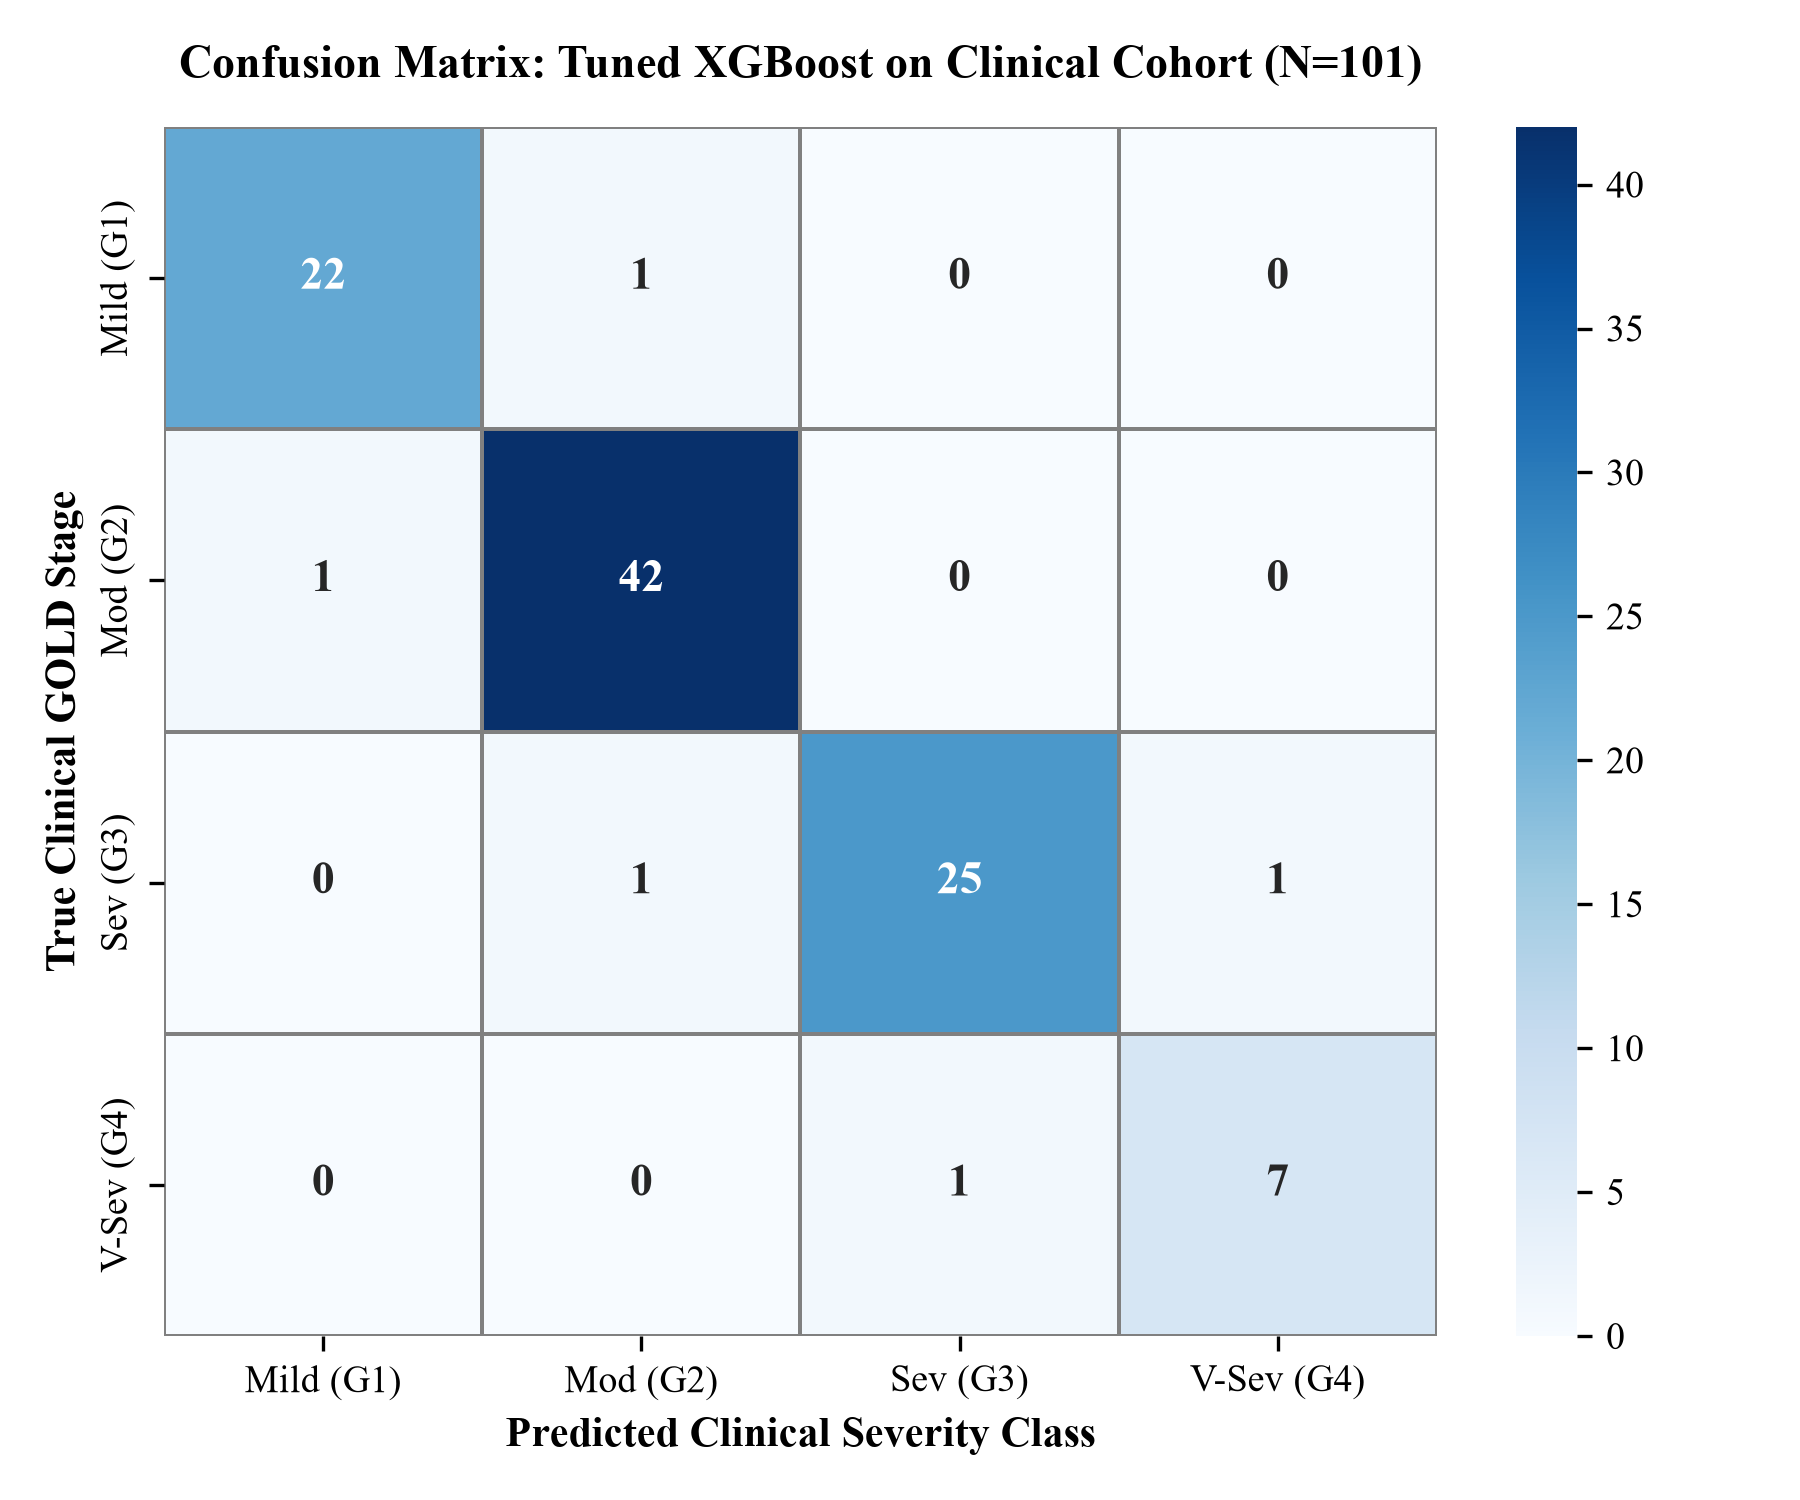 Confusion Matrix: Tuned XGBoost on Clinical Cohort (N=101)
True Clinical GOLD Stage
Mild (G1)
22 1 0 0
Mod (G2)
1 42 0 0
Sev (G3)
0 1 25 1
V-Sev (G4)
0 0 1 7
Mild (G1) Mod (G2) Sev (G3) V-Sev (G4)
Predicted Clinical Severity Class
40
35
30
25
20
15
10
5
0